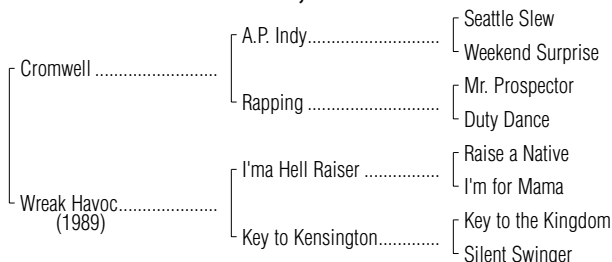 Seattle Slew
A.P. Indy
Weekend Surprise
Cromwell
Mr. Prospector
Rapping
Duty Dance
Raise a Native
I'ma Hell Raiser
I'm for Mama
Wreak Havoc
(1989)
Key to the Kingdom
Key to Kensington
Silent Swinger